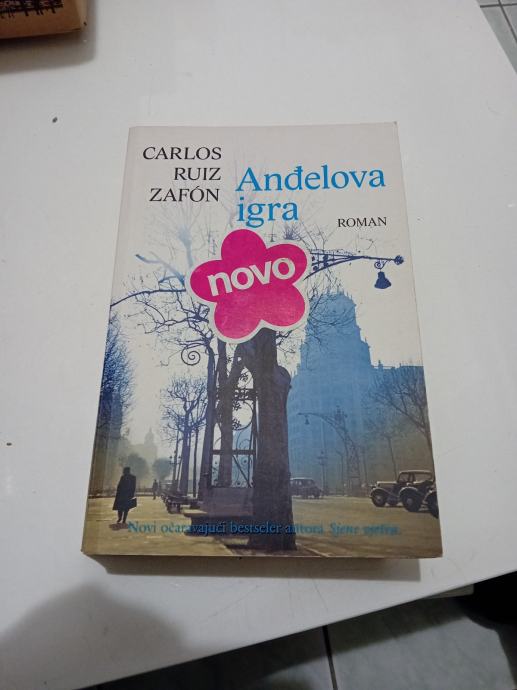 CARLOS
RUIZ
ZAFÓN
Anđelova
igra
ROMAN
novo
Novi očaravajući bestseler autora Sjene vjetra.